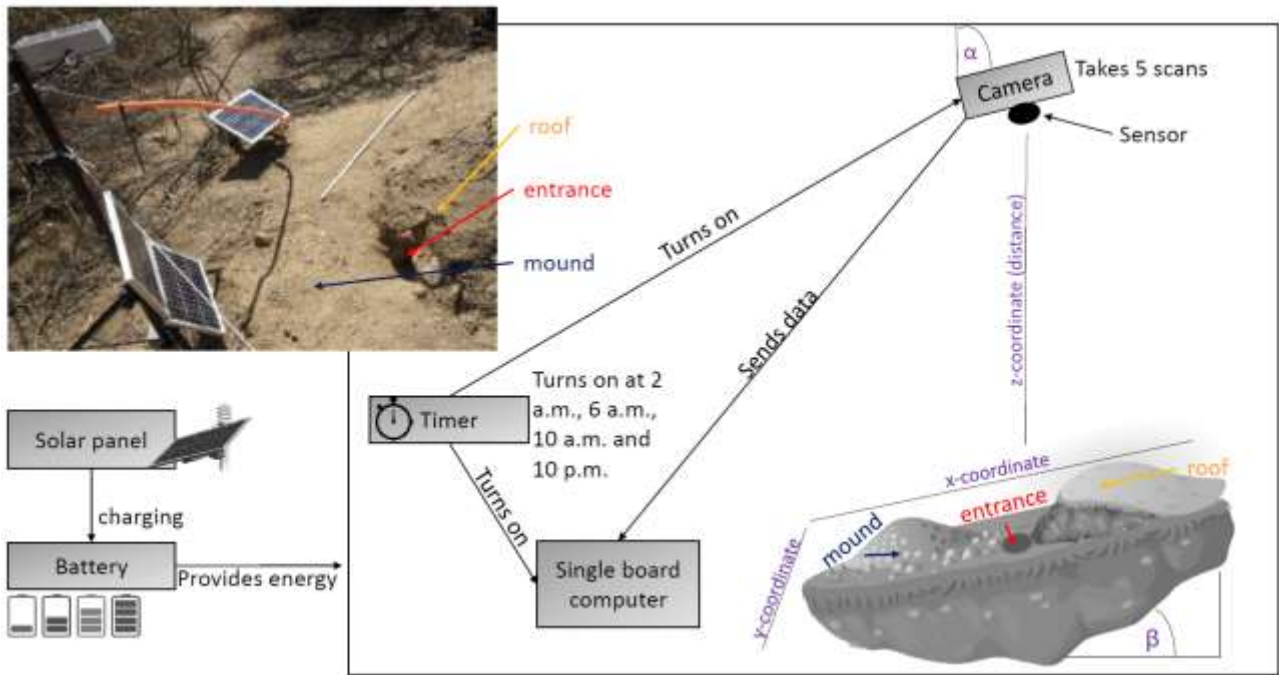 roof
entrance
mound
α
Camera
Takes 5 scans
Sensor
Turns on
Sends data
z-coordinate (distance)
Timer
Turns on at 2
a.m., 6 a.m.,
10 a.m. and
10 p.m.
Turns on
Solar panel
charging
Battery
Provides energy
Single board
computer
x-coordinate
roof
entrance
mound
y-coordinate
β